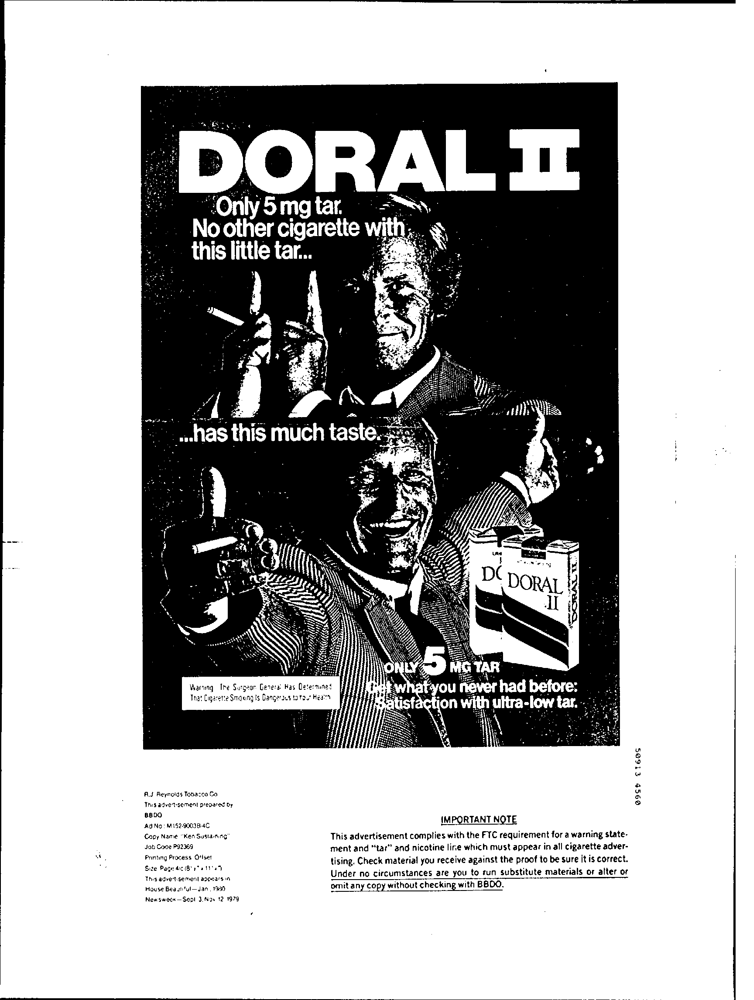 DORAL II
Only 5 mg tar.
No other cigarette with
this little tar...
...has this much taste.
DORAL
II
DORAL II
ONLY 5 MG TAR
Get what you never had before:
Satisfaction with ultra-low tar.
Warning: The Surgeon General Has Determined
That Cigarette Smoking Is Dangerous to Your Health.
50913 4560
R.J. Reynolds Tobacco Co.
This advertisement prepared by
BBDO
Ad No: M152-9003B-4C
Copy Name "Ken Sustaining"
Job Code P92369
Printing Process Offset
Size Page 4/c
This advertisement appears in
House Beautiful—Jan., 1980
Newsweek—Sept. 3, Nov. 12 1979
IMPORTANT NOTE
This advertisement complies with the FTC requirement for a warning state-
ment and "tar" and nicotine line which must appear in all cigarette adver-
tising. Check material you receive against the proof to be sure it is correct.
Under no circumstances are you to run substitute materials or alter or
omit any copy without checking with BBDO.